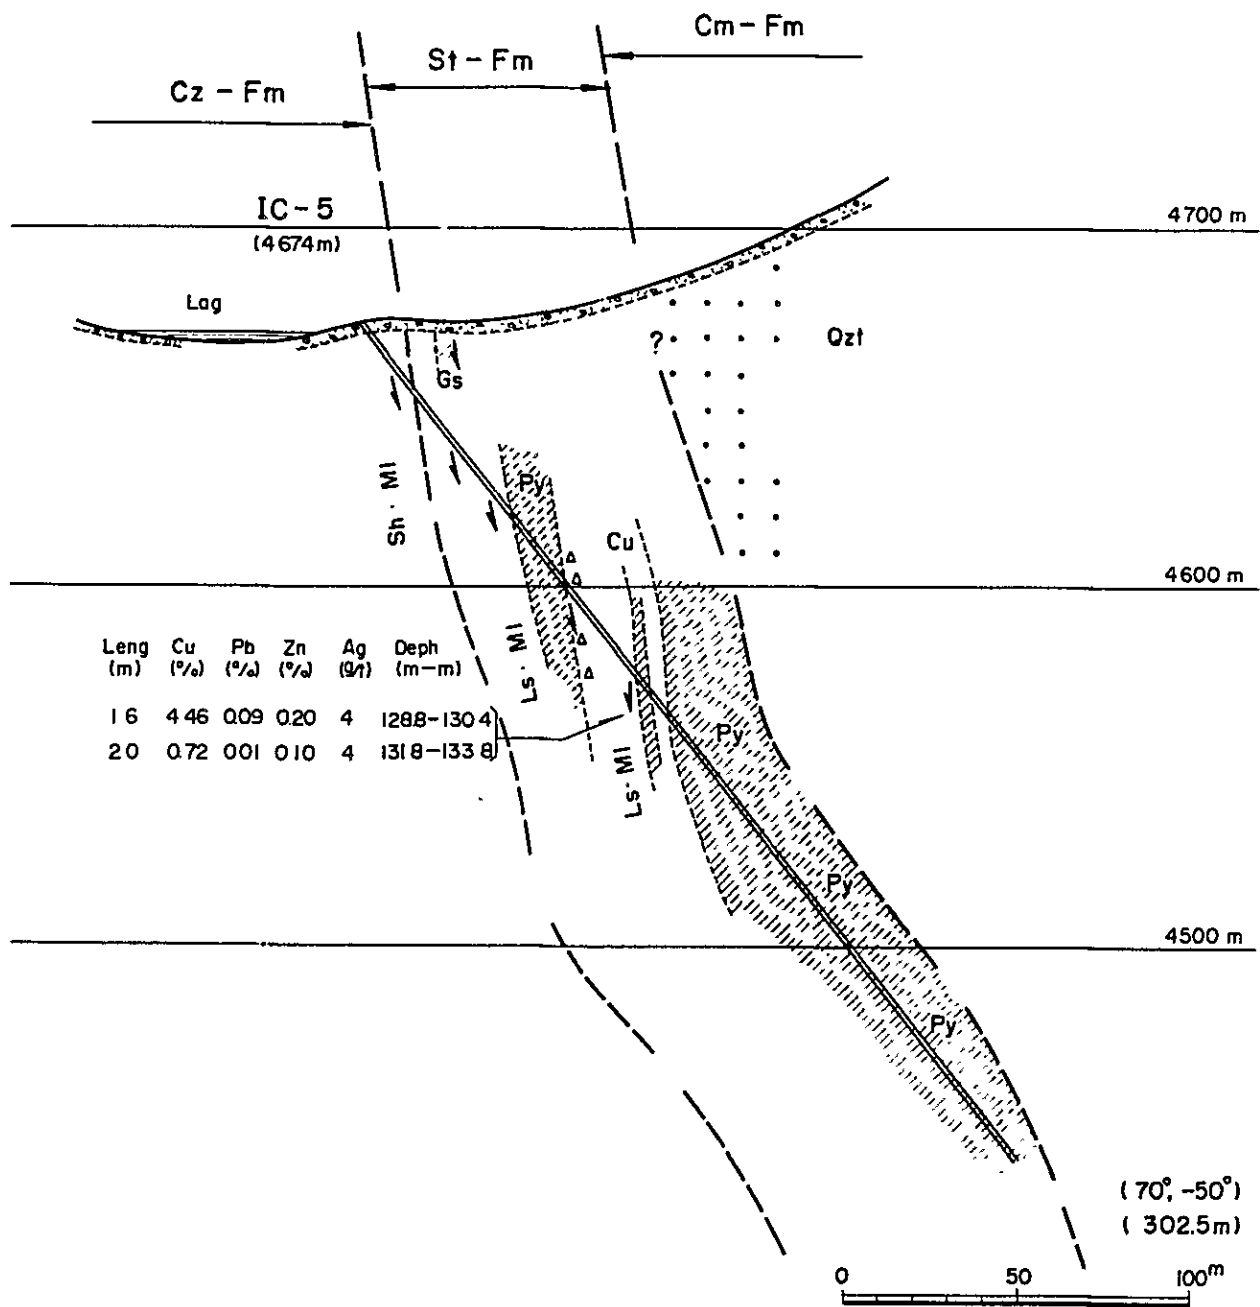 Cm - Fm
St - Fm
Cz - Fm
IC - 5
(4674m)
4700 m
Lag
Qzt
?
Gs
Py
Sh · Ml
Cu
4600 m
Leng Cu Pb Zn Ag Deph
(m) (%) (%) (%) (g/t) (m-m)
1 6 4 46 0.09 0.20 4 128.8-130 4
2 0 0.72 0 01 0 10 4 131 8-133 8
Ls · Ml
Ls · Ml
Py
Py
4500 m
Py
(70°, -50°)
(302.5m)
0 50 100m